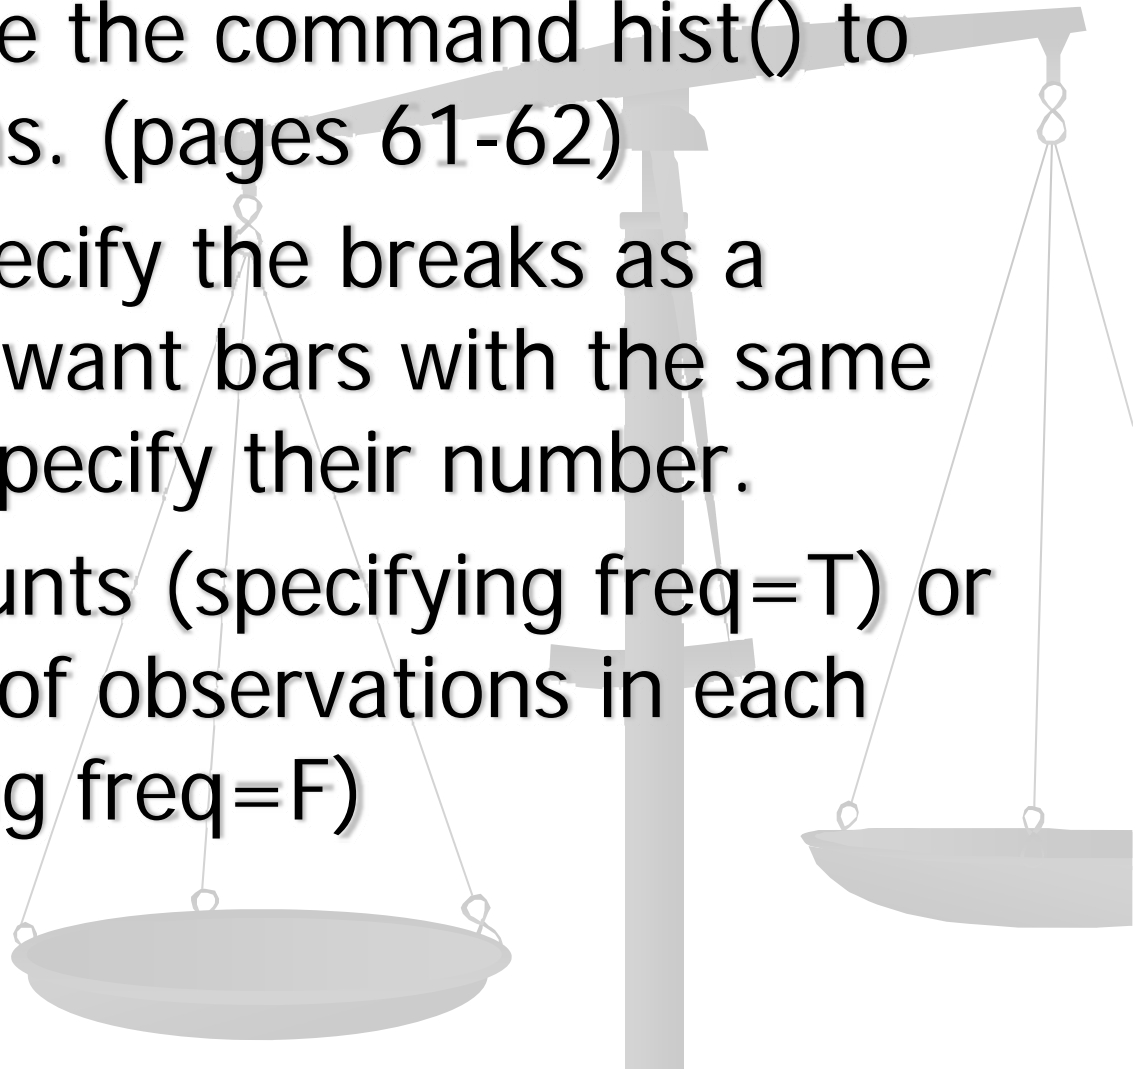 e the command hist() to
s. (pages 61-62)
ecify the breaks as a
want bars with the same
pecify their number.
unts (specifying freq=T) or
of observations in each
g freq=F)